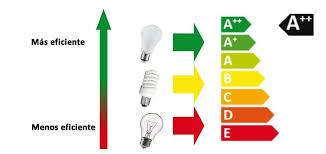 Más eficiente
Menos eficiente
A++
A+
A
B
C
D
E
A++